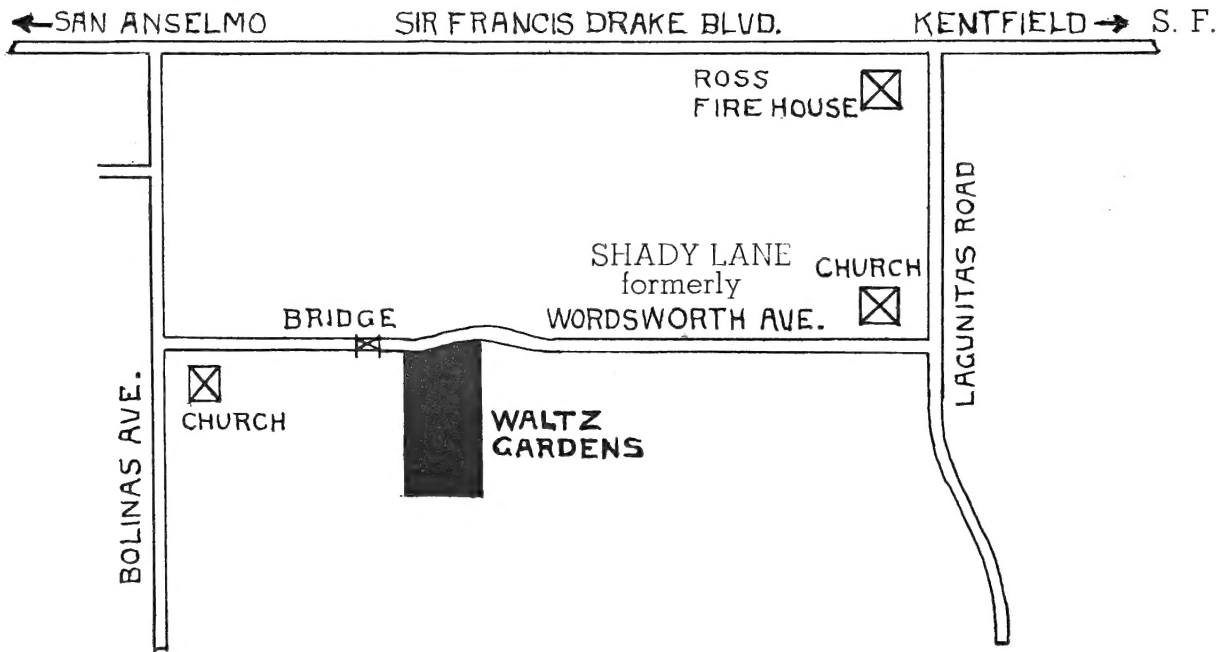 ← SAN ANSELMO SIR FRANCIS DRAKE BLVD. KENTFIELD → S. F.
ROSS
FIRE HOUSE
LAGUNITAS ROAD
SHADY LANE
formerly
WORDSWORTH AVE.
CHURCH
BRIDGE
CHURCH
WALTZ
GARDENS
BOLINAS AVE.